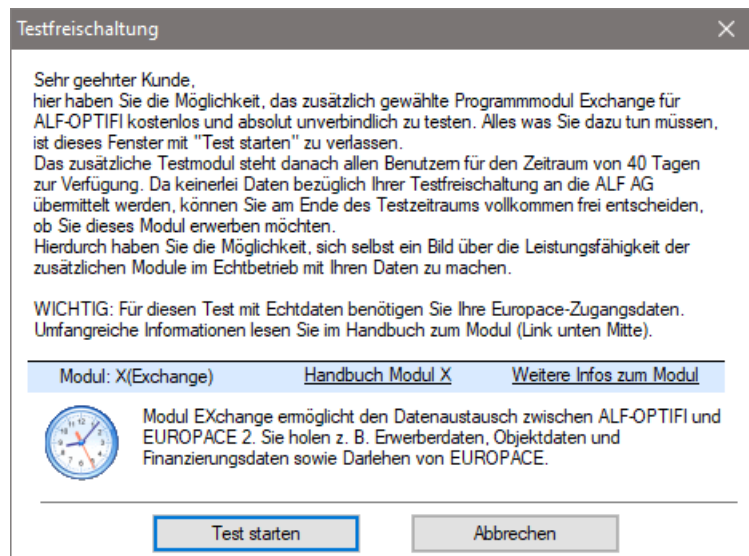 Testfreischaltung
Sehr geehrter Kunde,
hier haben Sie die Möglichkeit, das zusätzlich gewählte Programmmodul Exchange für
ALF-OPTIFI kostenlos und absolut unverbindlich zu testen. Alles was Sie dazu tun müssen,
ist dieses Fenster mit "Test starten" zu verlassen.
Das zusätzliche Testmodul steht danach allen Benutzern für den Zeitraum von 40 Tagen
zur Verfügung. Da keinerlei Daten bezüglich Ihrer Testfreischaltung an die ALF AG
übermittelt werden, können Sie am Ende des Testzeitraums vollkommen frei entscheiden,
ob Sie dieses Modul erwerben möchten.
Hierdurch haben Sie die Möglichkeit, sich selbst ein Bild über die Leistungsfähigkeit der
zusätzlichen Module im Echtbetrieb mit Ihren Daten zu machen.
WICHTIG: Für diesen Test mit Echtdaten benötigen Sie Ihre Europace-Zugangsdaten.
Umfangreiche Informationen lesen Sie im Handbuch zum Modul (Link unten Mitte).
Modul: X(Exchange) Handbuch Modul X Weitere Infos zum Modul
Modul EXchange ermöglicht den Datenaustausch zwischen ALF-OPTIFI und
EUROPACE 2. Sie holen z. B. Erwerberdaten, Objektdaten und
Finanzierungsdaten sowie Darlehen von EUROPACE.
Test starten Abbrechen